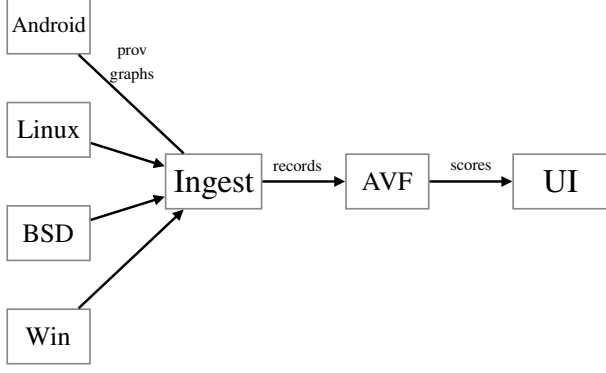 Android
prov
graphs
Linux
Ingest
records
AVF
scores
UI
BSD
Win